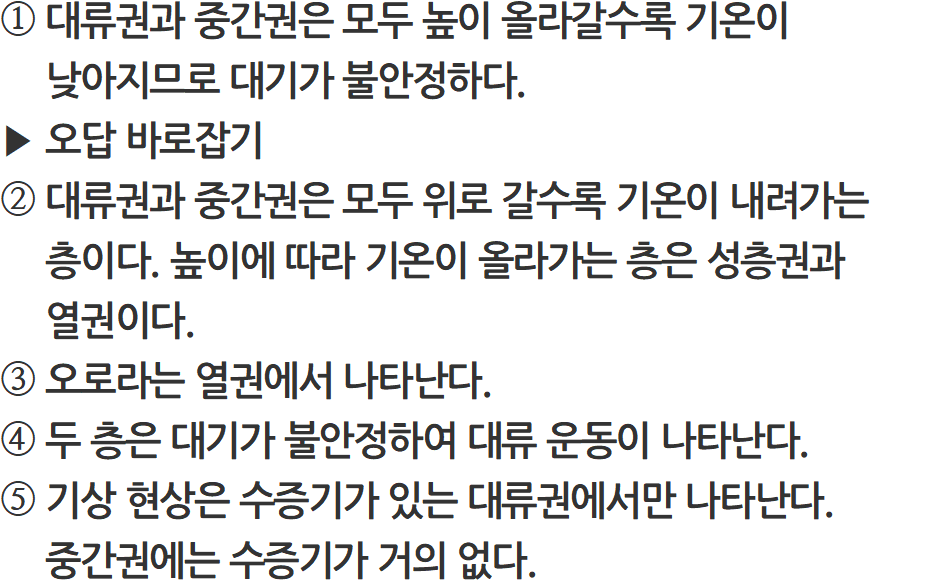 ① 대류권과 중간권은 모두 높이 올라갈수록 기온이
낮아지므로 대기가 불안정하다.
▶ 오답 바로잡기
② 대류권과 중간권은 모두 위로 갈수록 기온이 내려가는
층이다. 높이에 따라 기온이 올라가는 층은 성층권과
열권이다.
③ 오로라는 열권에서 나타난다.
④ 두 층은 대기가 불안정하여 대류 운동이 나타난다.
⑤ 기상 현상은 수증기가 있는 대류권에서만 나타난다.
중간권에는 수증기가 거의 없다.